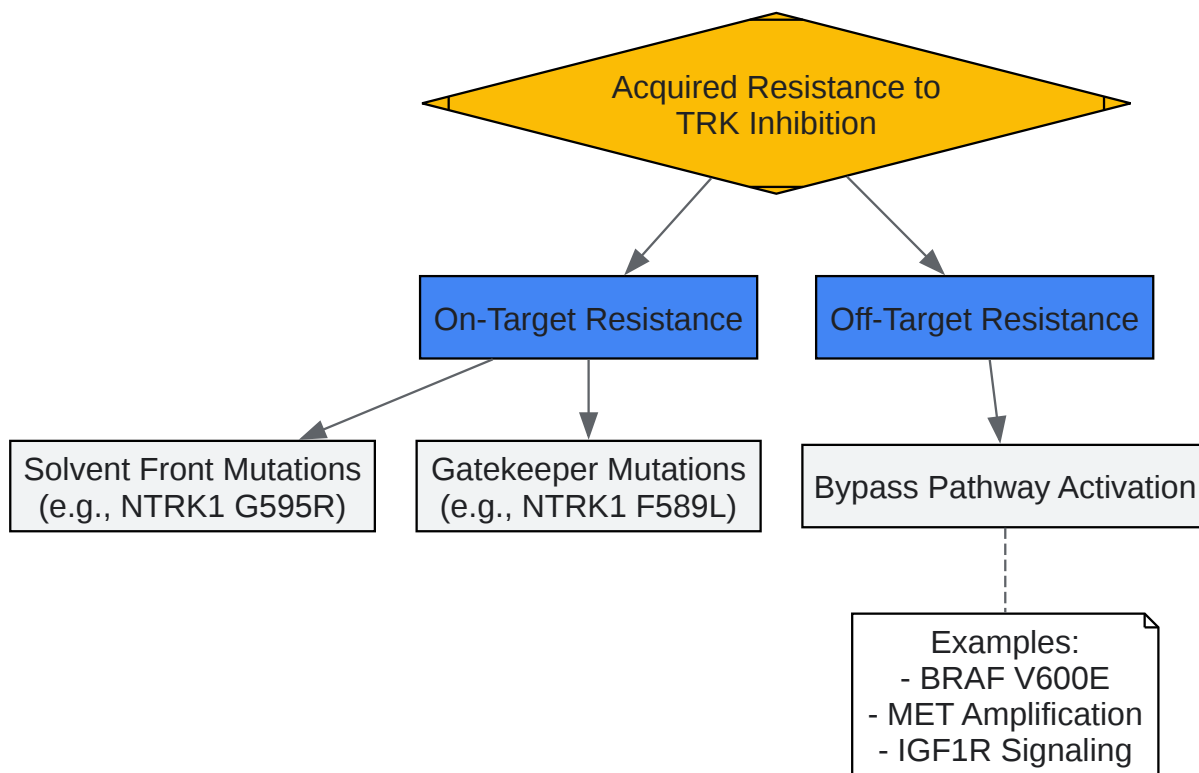 Acquired Resistance to
TRK Inhibition
On-Target Resistance
Off-Target Resistance
Solvent Front Mutations
(e.g., NTRK1 G595R)
Gatekeeper Mutations
(e.g., NTRK1 F589L)
Bypass Pathway Activation
Examples:
- BRAF V600E
- MET Amplification
- IGF1R Signaling